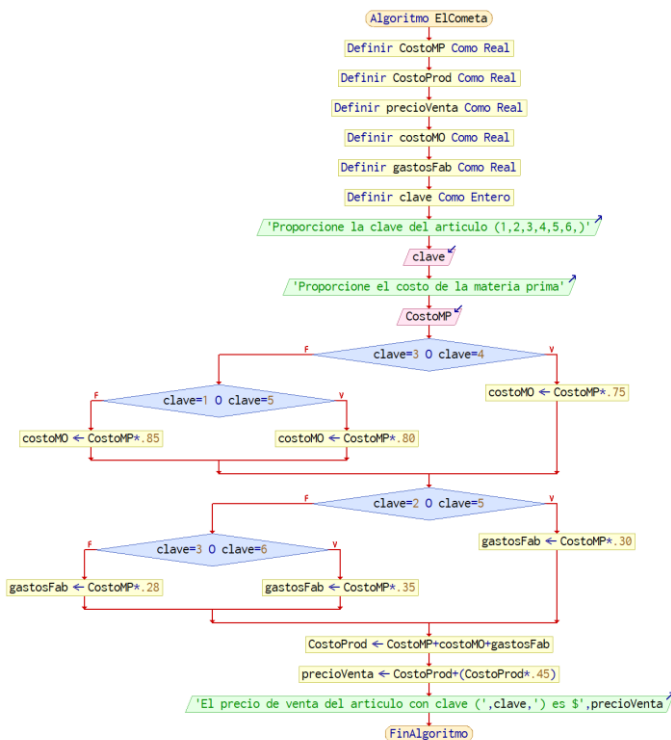 Algoritmo ElCometa
Definir CostoMP Como Real
Definir CostoProd Como Real
Definir precioVenta Como Real
Definir costoMO Como Real
Definir gastosFab Como Real
Definir clave Como Entero
'Proporcione la clave del articulo (1,2,3,4,5,6,)'
clave
'Proporcione el costo de la materia prima'
CostoMP
F
clave=3 O clave=4
V
F
clave=1 O clave=5
V
costoMO ← CostoMP*.75
costoMO ← CostoMP*.85
costoMO ← CostoMP*.80
F
clave=2 O clave=5
V
F
clave=3 O clave=6
V
gastosFab ← CostoMP*.30
gastosFab ← CostoMP*.28
gastosFab ← CostoMP*.35
CostoProd ← CostoMP+costoMO+gastosFab
precioVenta ← CostoProd+(CostoProd*.45)
'El precio de venta del articulo con clave (',clave,') es $',precioVenta
FinAlgoritmo